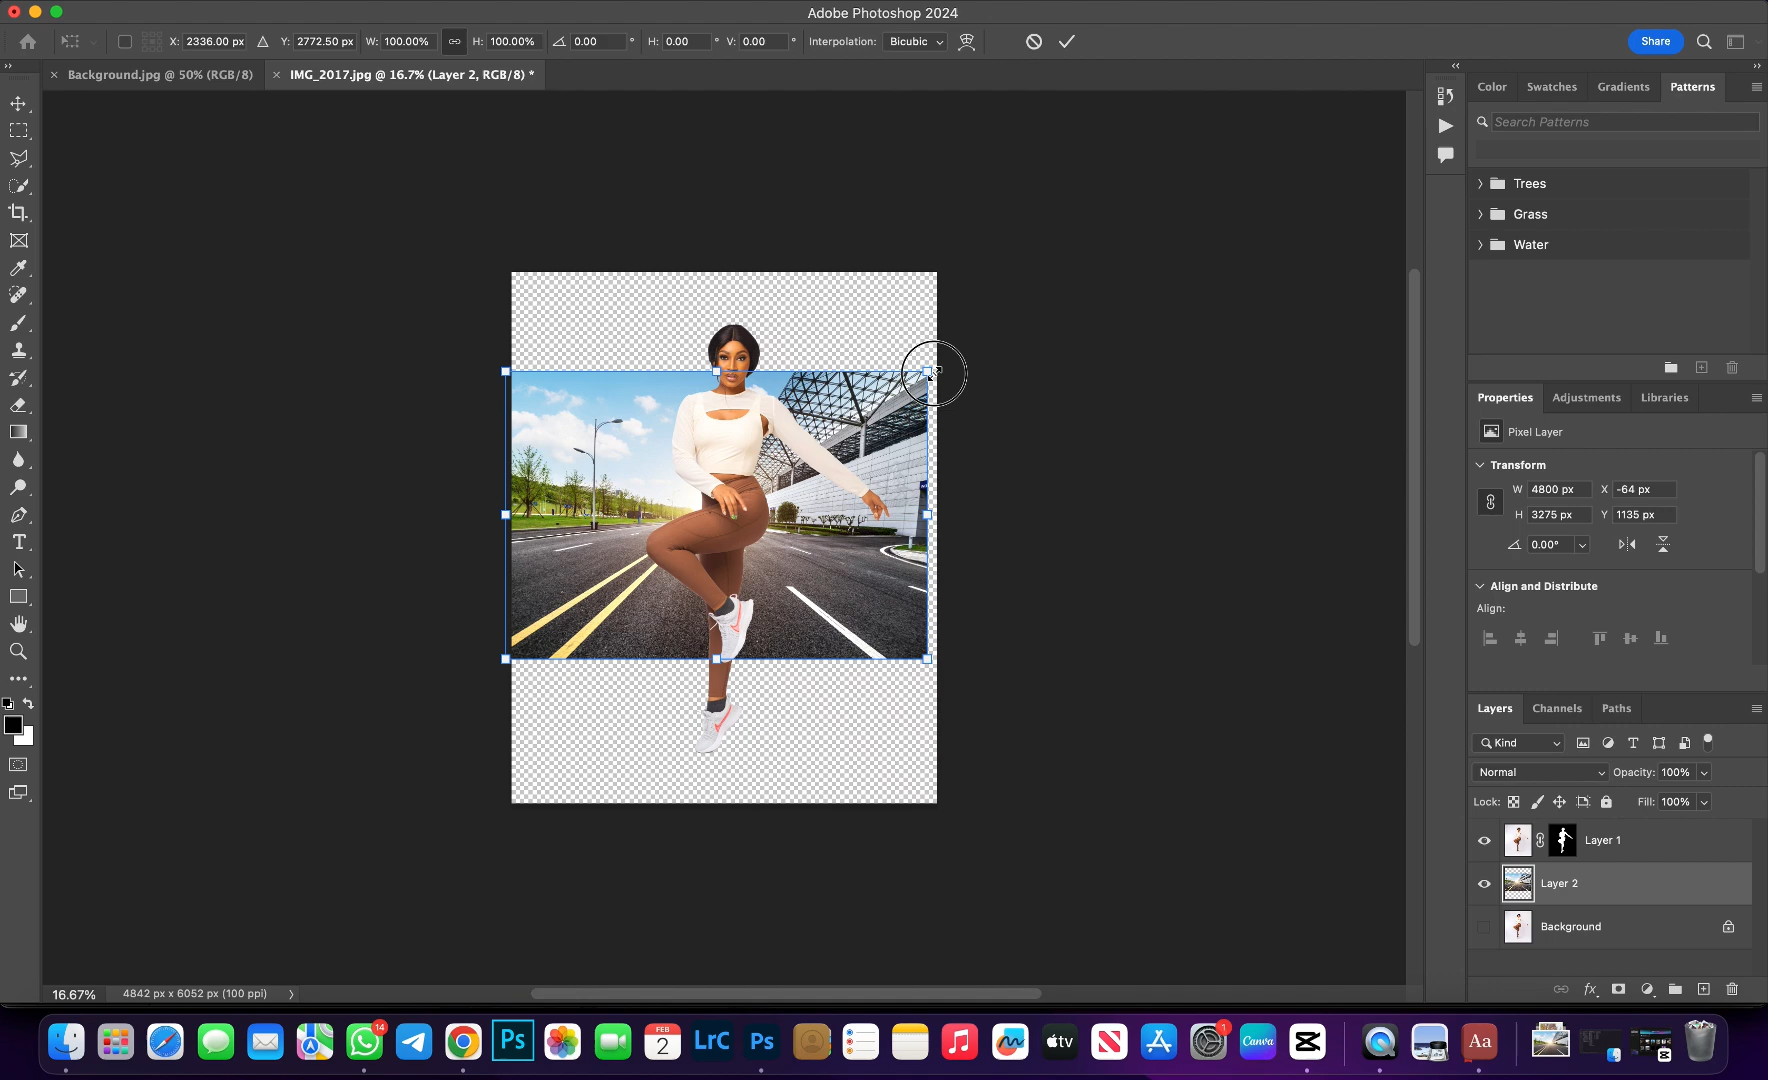 Adobe Photoshop 2024
X: 2336.00 px Y: 2772.50 px W: 100.00% H: 100.00% 0.00 ° H: 0.00 ° V: 0.00 ° Interpolation: Bicubic Share
Background.jpg @ 50% (RGB/8)
IMG_2017.jpg @ 16.7% (Layer 2, RGB/8) *
Color Swatches Gradients Patterns
Search Patterns
Trees
Grass
Water
Properties Adjustments Libraries
Pixel Layer
Transform
W 4800 px X -64 px
H 3275 px Y 1135 px
0.00°
Align and Distribute
Align:
Layers Channels Paths
Kind
Normal Opacity: 100%
Lock: Fill: 100%
Layer 1
Layer 2
Background
fx
16.67% 4842 px x 6052 px (100 ppi)
14
Ps
FEB
2
LrC
Ps
tv
1
Canva
Aa